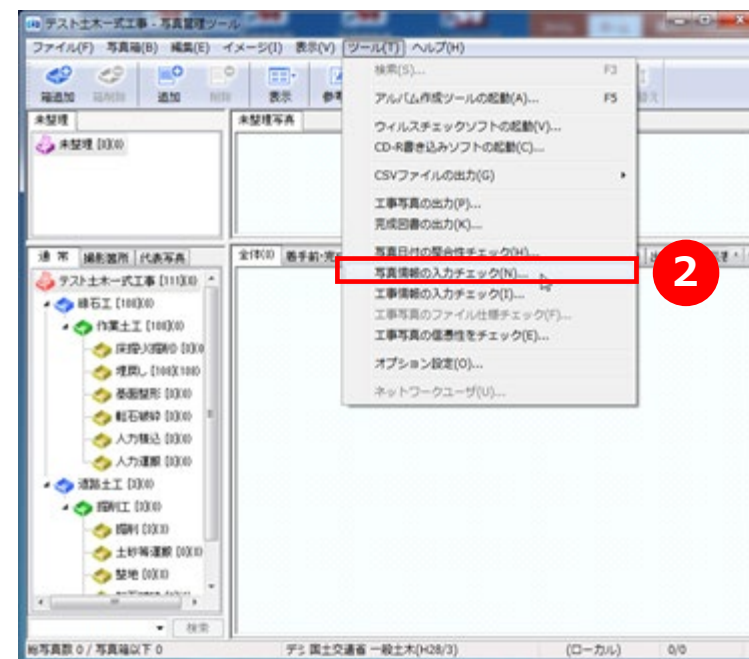 テスト土木一式工事 - 写真管理ツール
ファイル(F) 写真箱(B) 編集(E) イメージ(I) 表示(V) ツール(T) ヘルプ(H)
箱追加 箱削除 追加 削除 表示
検索(S)... F3
アルバム作成ツールの起動(A)... F5
ウィルスチェックソフトの起動(V)...
CD-R書き込みソフトの起動(C)...
CSVファイルの出力(G)
工事写真の出力(P)...
完成図書の出力(K)...
写真日付の整合性チェック(H)...
写真情報の入力チェック(N)...
工事情報の入力チェック(I)...
工事写真のファイル仕様チェック(F)...
工事写真の信憑性をチェック(E)...
オプション設定(O)...
ネットワークユーザ(U)...
2
未整理
未整理 [0](0)
未整理写真
通常 撮影箇所 代表写真
全体(0) 着手前・完
テスト土木一式工事 [111](0)
縁石工 [108](0)
作業土工 [108](0)
床掘り(掘削) [0](0
埋戻し [108](108)
基面整形 [0](0)
転石破砕 [0](0)
人力積込 [0](0)
人力運搬 [0](0)
道路土工 [3](0)
掘削工 [3](0)
掘削 [3](3)
土砂等運搬 [0](0)
整地 [0](0)
検索
総写真数 0 / 写真箱以下 0
国土交通省 一般土木(H28/3)
(ローカル)
0/0